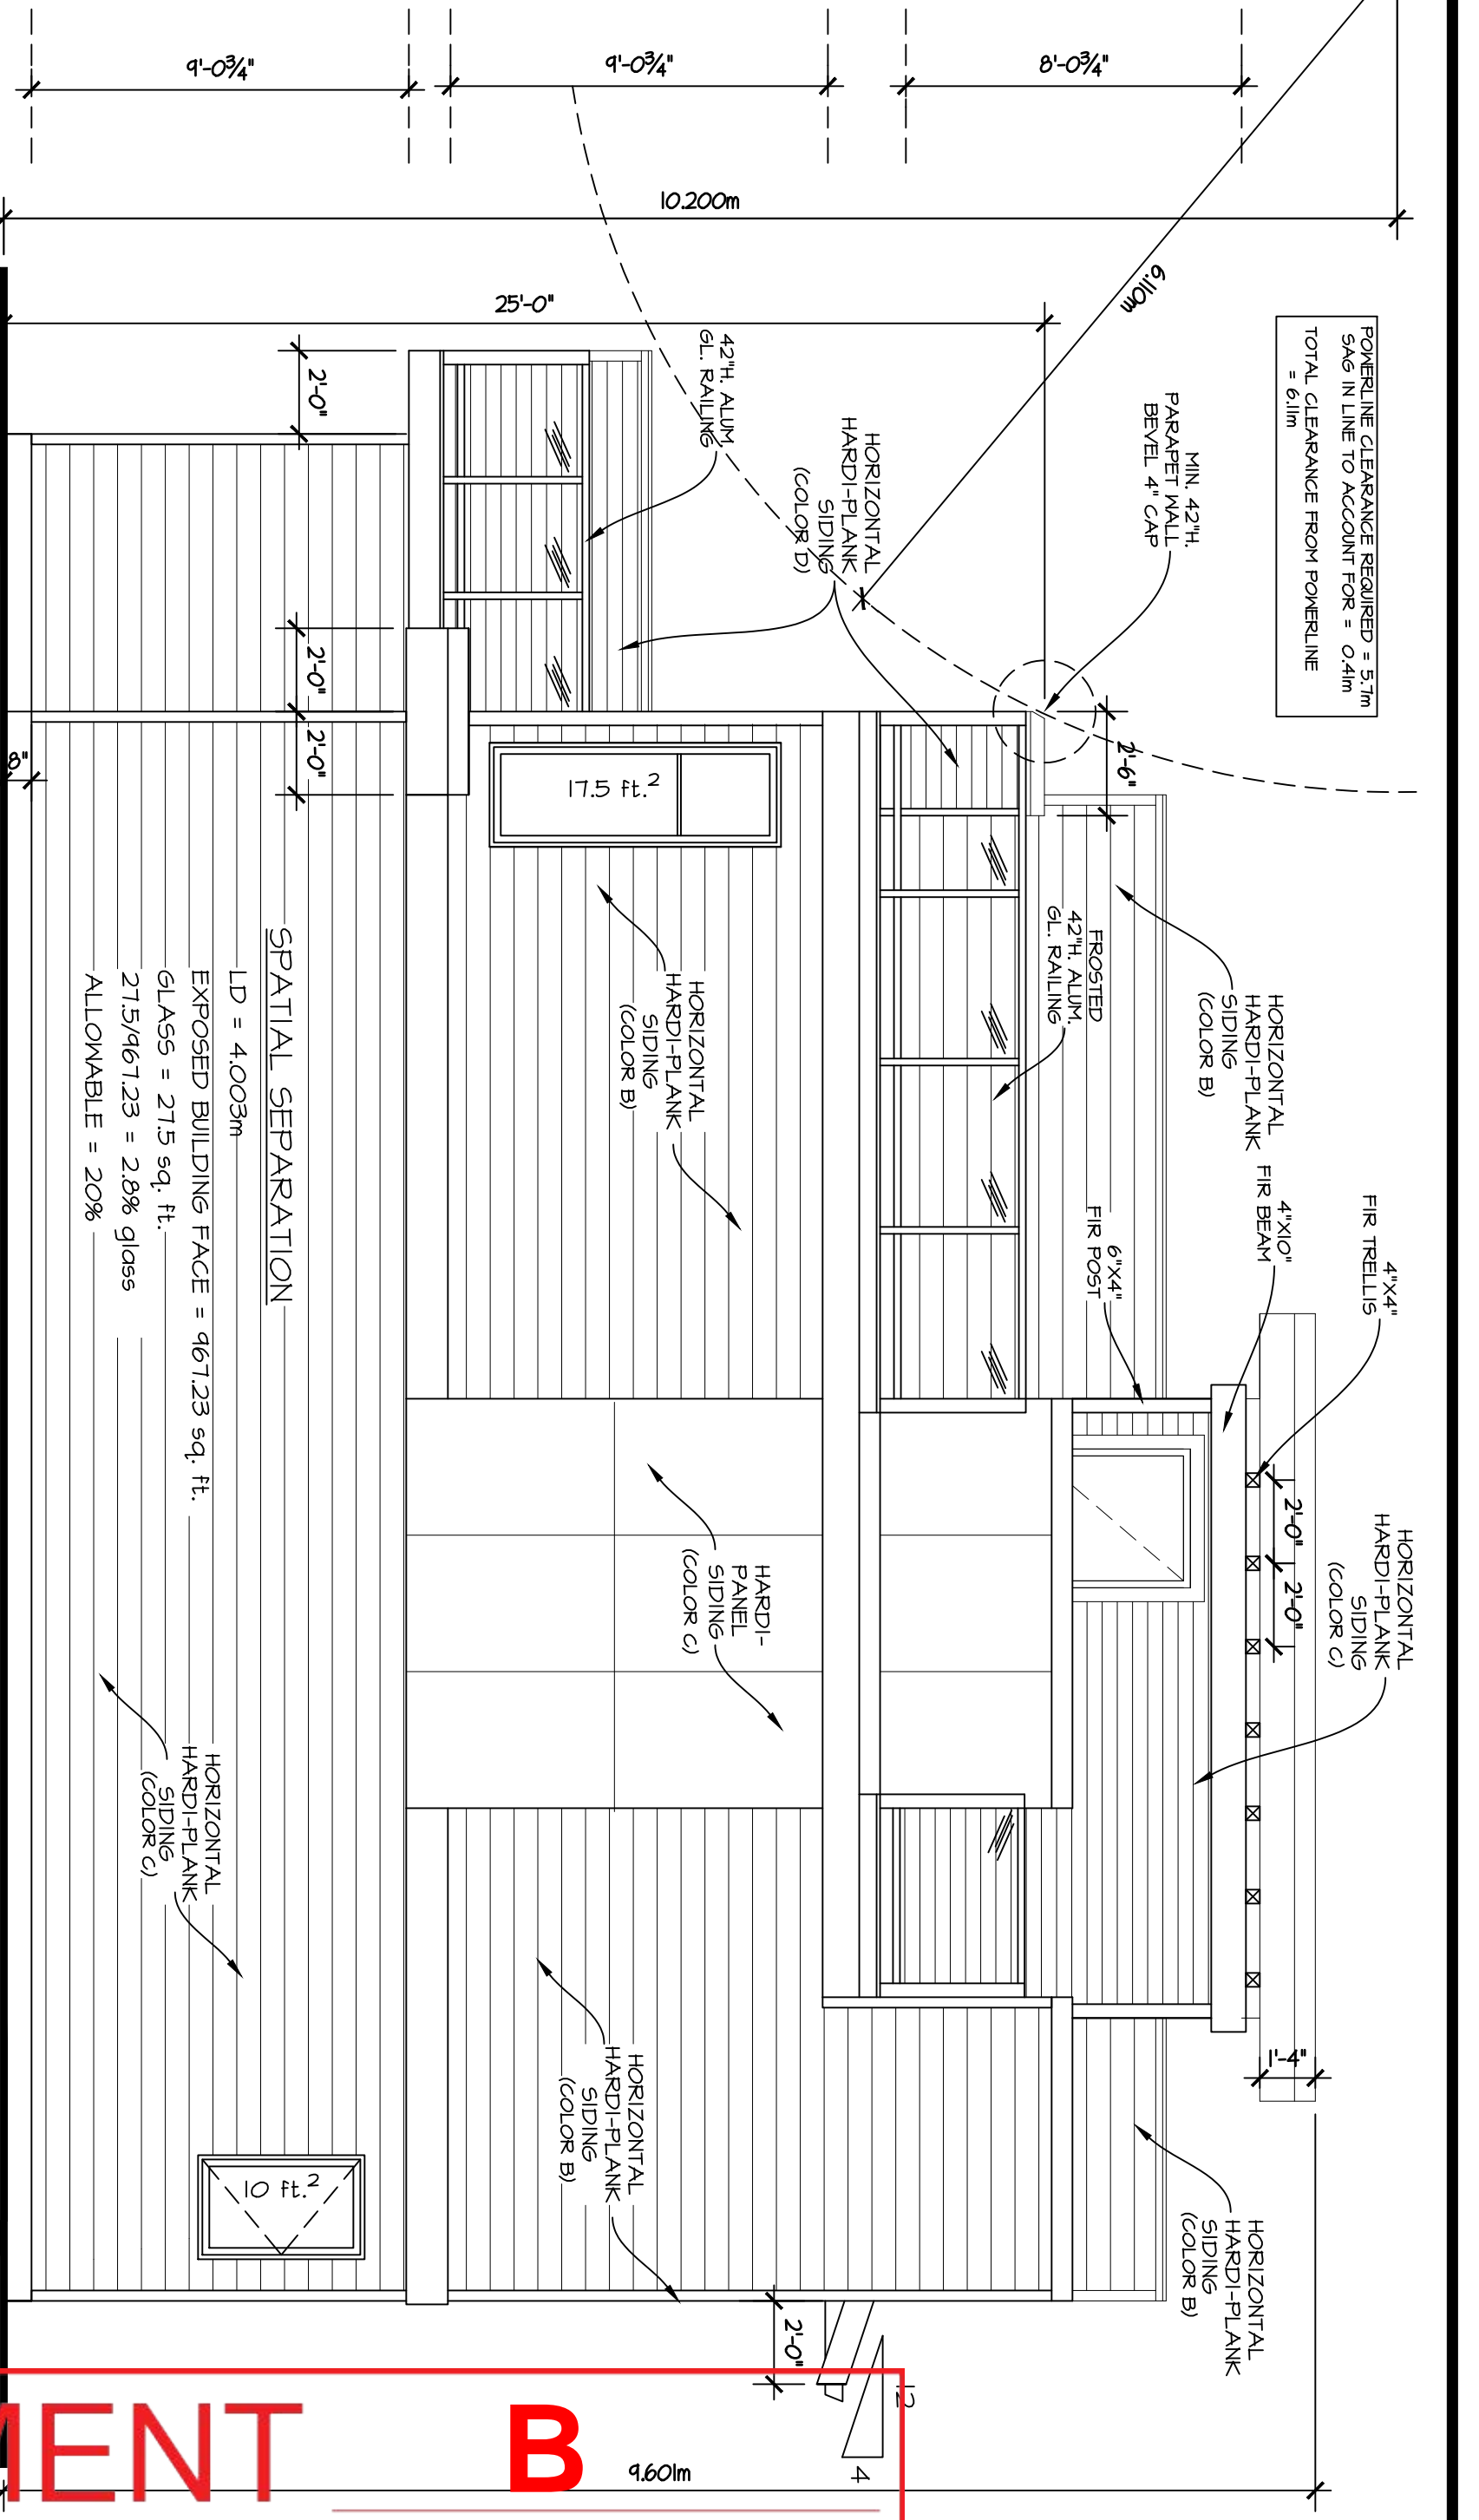 9'-0¾"
9'-0¾"
8'-0¾"
10.200m
25'-0"
6.110m
POWERLINE CLEARANCE REQUIRED = 5.7m
SAG IN LINE TO ACCOUNT FOR = 0.41m
TOTAL CLEARANCE FROM POWERLINE
= 6.11m
MIN. 42"H.
PARAPET WALL
BEVEL 4" CAP
42"H. ALUM
GL. RAILING
HORIZONTAL
HARDI-PLANK
SIDING
(COLOR D)
2'-0"
2'-0"
2'-0"
8"
2'-6"
17.5 ft.²
HORIZONTAL
HARDI-PLANK
SIDING
(COLOR B)
FROSTED
42"H. ALUM.
GL. RAILING
HORIZONTAL
HARDI-PLANK
SIDING
(COLOR B)
4"X4"
FIR TRELLIS
4"X10"
FIR BEAM
6"X4"
FIR POST
2'-0"
2'-0"
HORIZONTAL
HARDI-PLANK
SIDING
(COLOR C)
HARDI-
PANEL
SIDING
(COLOR C)
SPATIAL SEPARATION
LD = 4.003m
EXPOSED BUILDING FACE = 967.23 sq. ft.
GLASS = 27.5 sq. ft.
27.5/967.23 = 2.8% glass
ALLOWABLE = 20%
HORIZONTAL
HARDI-PLANK
SIDING
(COLOR C)
HORIZONTAL
HARDI-PLANK
SIDING
(COLOR B)
1'-4"
HORIZONTAL
HARDI-PLANK
SIDING
(COLOR B)
10 ft.²
2'-0"
12
4
9.601m
MENT B